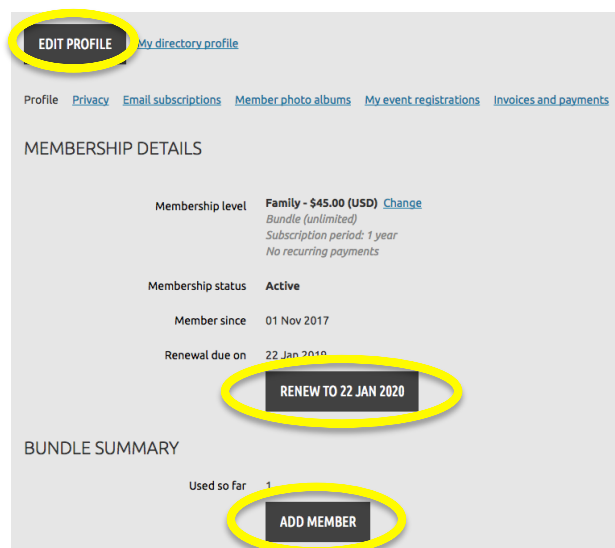 EDIT PROFILE My directory profile
Profile Privacy Email subscriptions Member photo albums My event registrations Invoices and payments
MEMBERSHIP DETAILS
Membership level Family - $45.00 (USD) Change
Bundle (unlimited)
Subscription period: 1 year
No recurring payments
Membership status Active
Member since 01 Nov 2017
Renewal due on 22 Jan 2019
RENEW TO 22 JAN 2020
BUNDLE SUMMARY
Used so far 1
ADD MEMBER